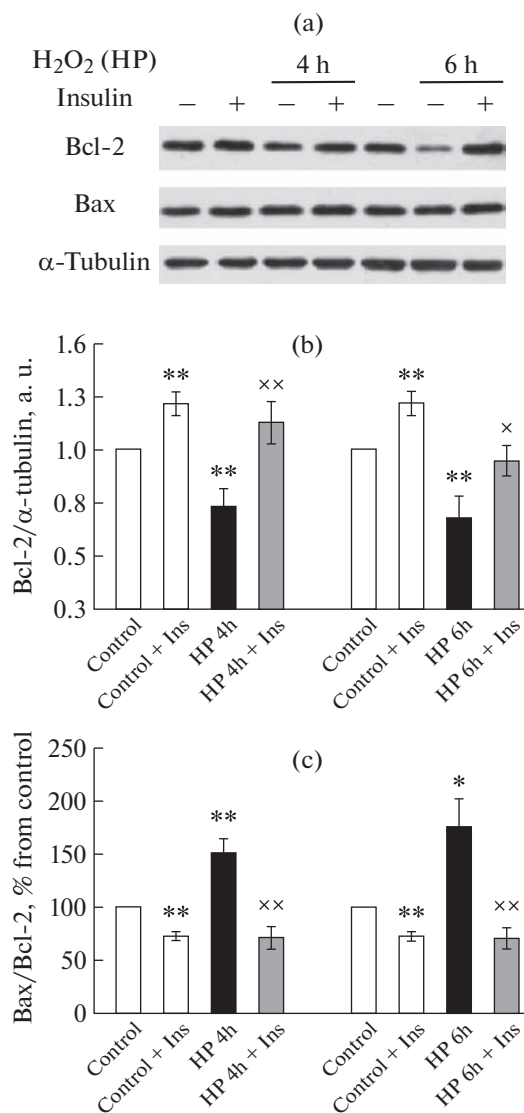 (a)
H₂O₂ (HP) 4 h 6 h
Insulin − + − + − − +
Bcl-2
Bax
α-Tubulin
(b)
Bcl-2/α-tubulin, a. u.
1.6
1.3
1.0
0.8
0.5
0.3
** ** ×× ** ** ×
Control Control + Ins HP 4h HP 4h + Ins Control Control + Ins HP 6h HP 6h + Ins
(c)
Bax/Bcl-2, % from control
250
200
150
100
50
0
** ** ×× ** * ××
Control Control + Ins HP 4h HP 4h + Ins Control Control + Ins HP 6h HP 6h + Ins